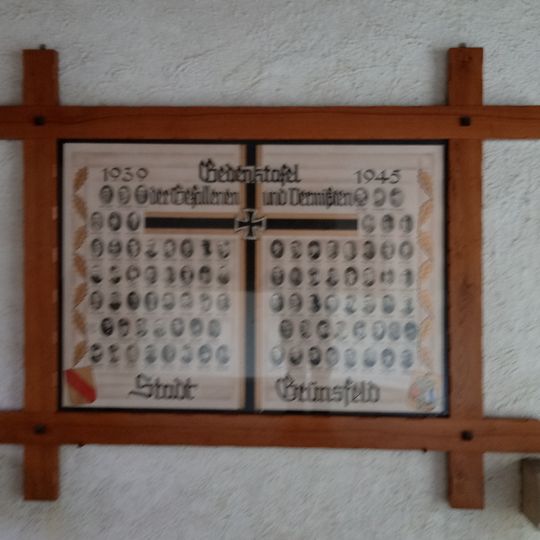 1939 Gedenktafel 1945
der Gefallenen und Vermißten
Stadt Grünsfeld